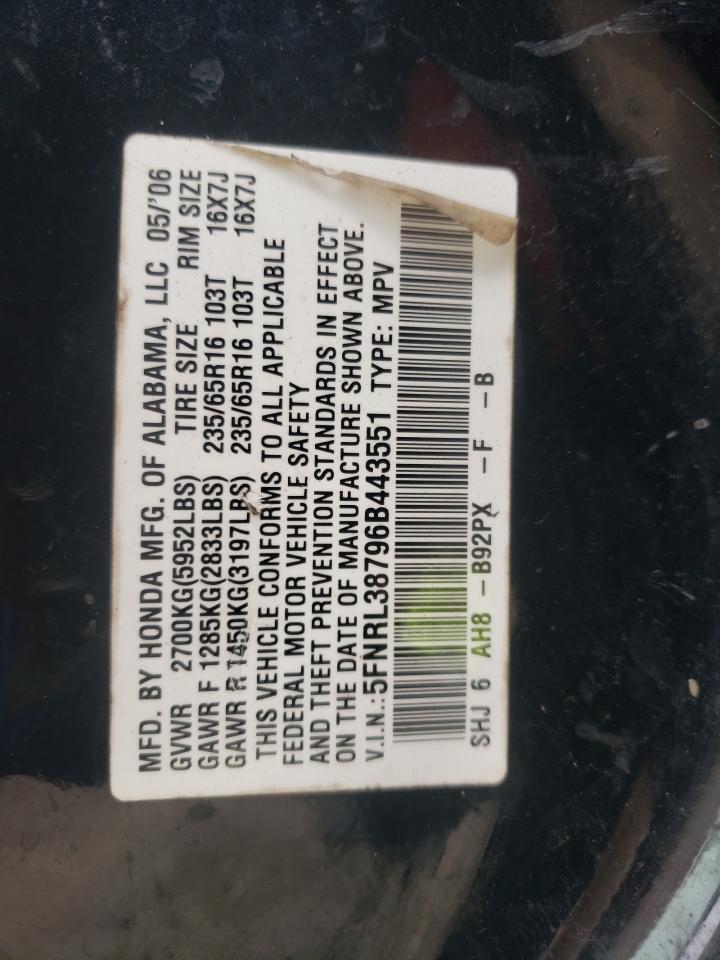 MFD. BY HONDA MFG. OF ALABAMA, LLC 05/'06
GVWR 2700KG(5952LBS) TIRE SIZE RIM SIZE
GAWR F 1285KG(2833LBS) 235/65R16 103T 16X7J
GAWR R 1450KG(3197LBS) 235/65R16 103T 16X7J
THIS VEHICLE CONFORMS TO ALL APPLICABLE
FEDERAL MOTOR VEHICLE SAFETY
AND THEFT PREVENTION STANDARDS IN EFFECT
ON THE DATE OF MANUFACTURE SHOWN ABOVE.
V.I.N.:5FNRL38796B443551 TYPE: MPV
SHJ 6 AH8 -B92PX -F -B